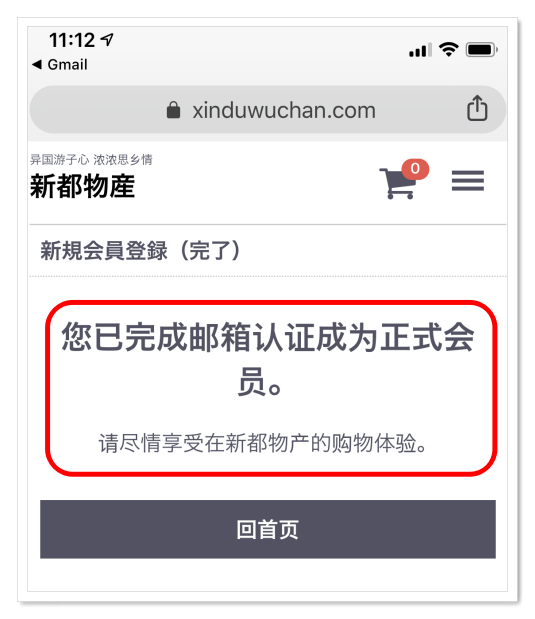 11:12
Gmail
xinduwuchan.com
异国游子心 浓浓思乡情
新都物産
0
新規会員登録（完了）
您已完成邮箱认证成为正式会
员。
请尽情享受在新都物产的购物体验。
回首页